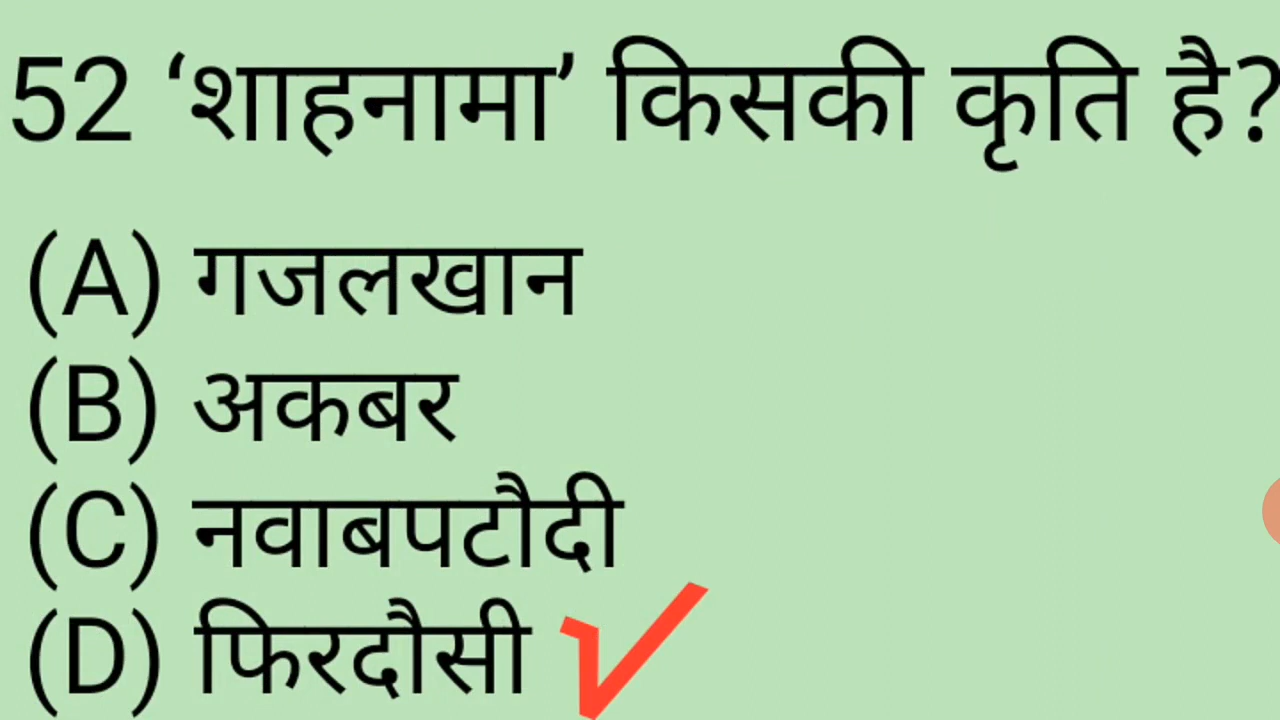 52 ‘शाहनामा’ किसकी कृति है?
(A) गजलखान
(B) अकबर
(C) नवाबपटौदी
(D) फिरदौसी